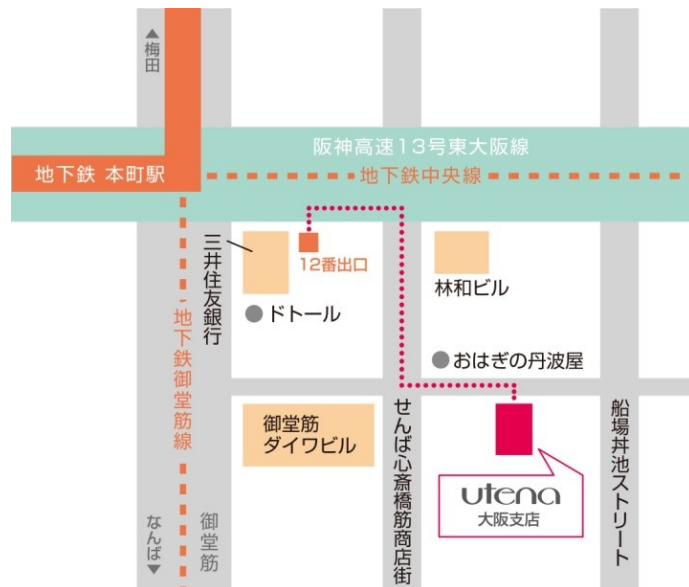 ▲梅田
阪神高速13号東大阪線
地下鉄 本町駅
地下鉄中央線
三井住友銀行
12番出口
林和ビル
ドトール
地下鉄御堂筋線
おはぎの丹波屋
御堂筋
ダイワビル
せんば心斎橋筋商店街
船場丼池ストリート
utena
大阪支店
なんば▼
御堂筋